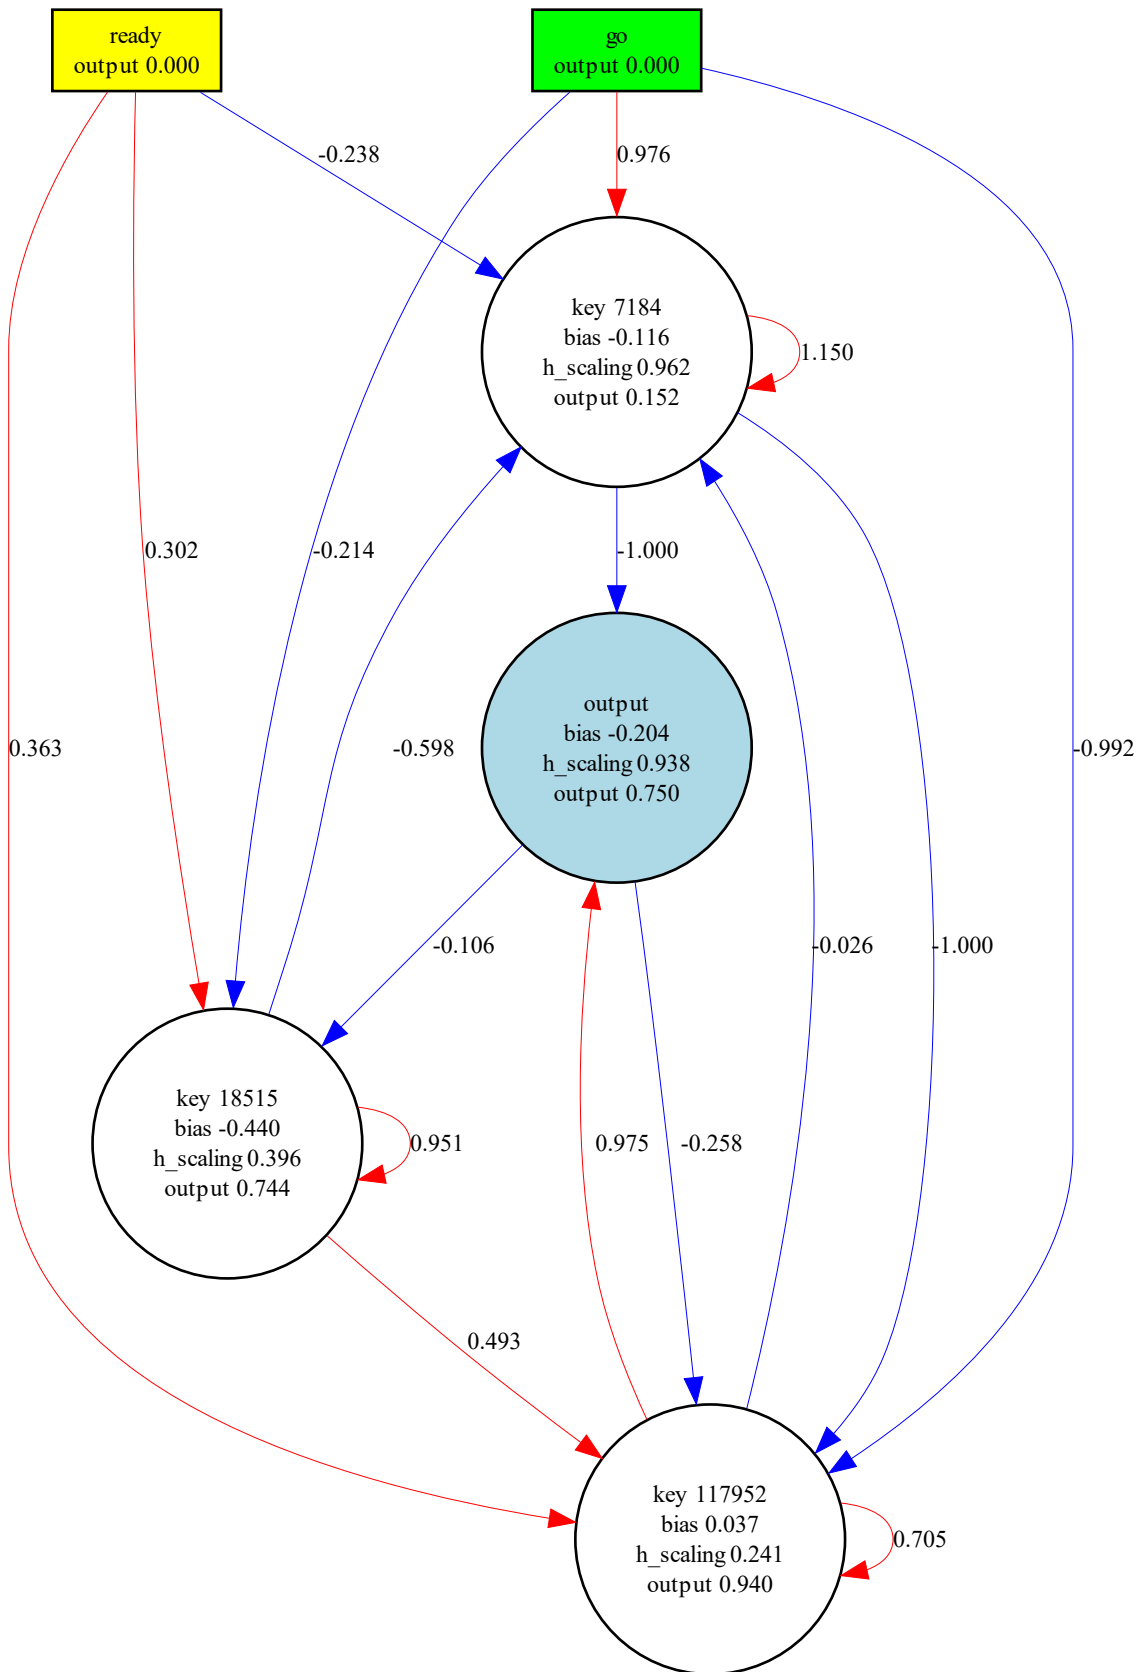 ready
output 0.000
go
output 0.000
-0.238
0.976
key 7184
bias -0.116
h_scaling 0.962
output 0.152
1.150
0.302
-0.214
-1.000
output
bias -0.204
h_scaling 0.938
output 0.750
0.363
-0.598
-0.992
-0.106
-0.026
-1.000
key 18515
bias -0.440
h_scaling 0.396
output 0.744
0.951
0.975
-0.258
0.493
key 117952
bias 0.037
h_scaling 0.241
output 0.940
0.705